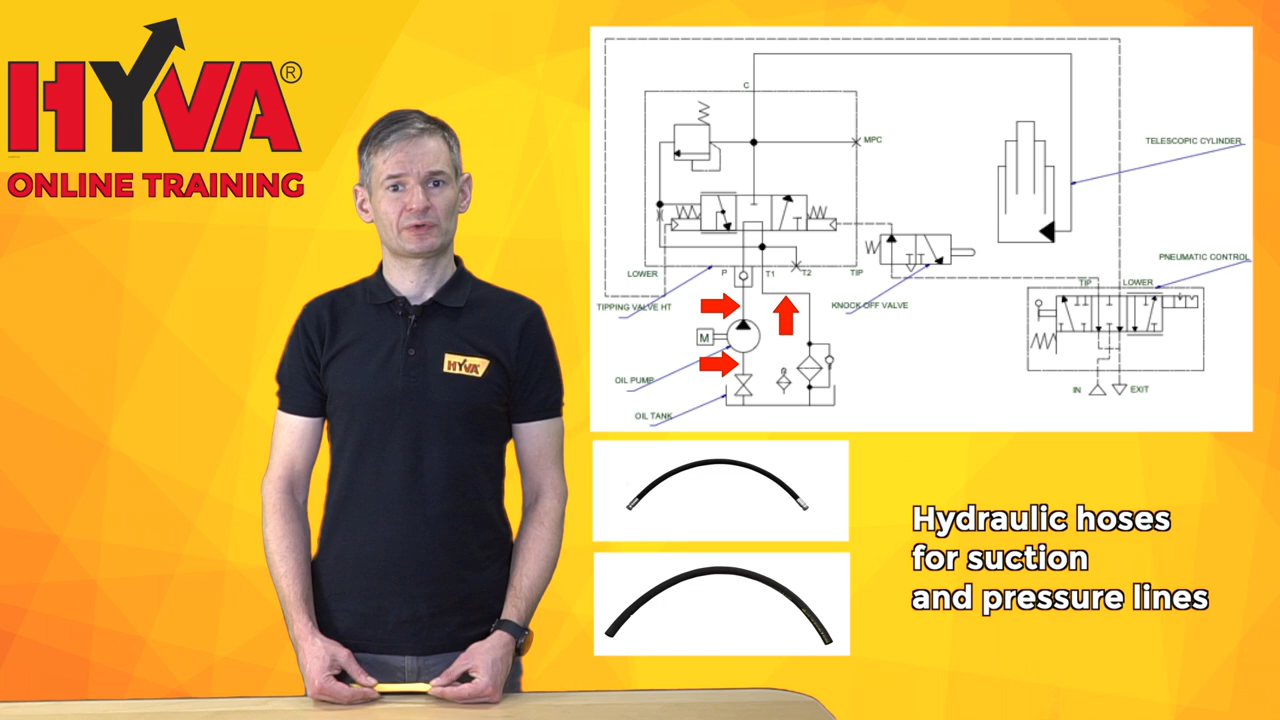 HYVA®
ONLINE TRAINING
HYVA
C
MPC
TELESCOPIC CYLINDER
LOWER
P
T1
T2
TIP
PNEUMATIC CONTROL
TIP
LOWER
TIPPING VALVE HT
KNOCK OFF VALVE
M
OIL PUMP
IN
EXIT
OIL TANK
Hydraulic hoses
for suction
and pressure lines